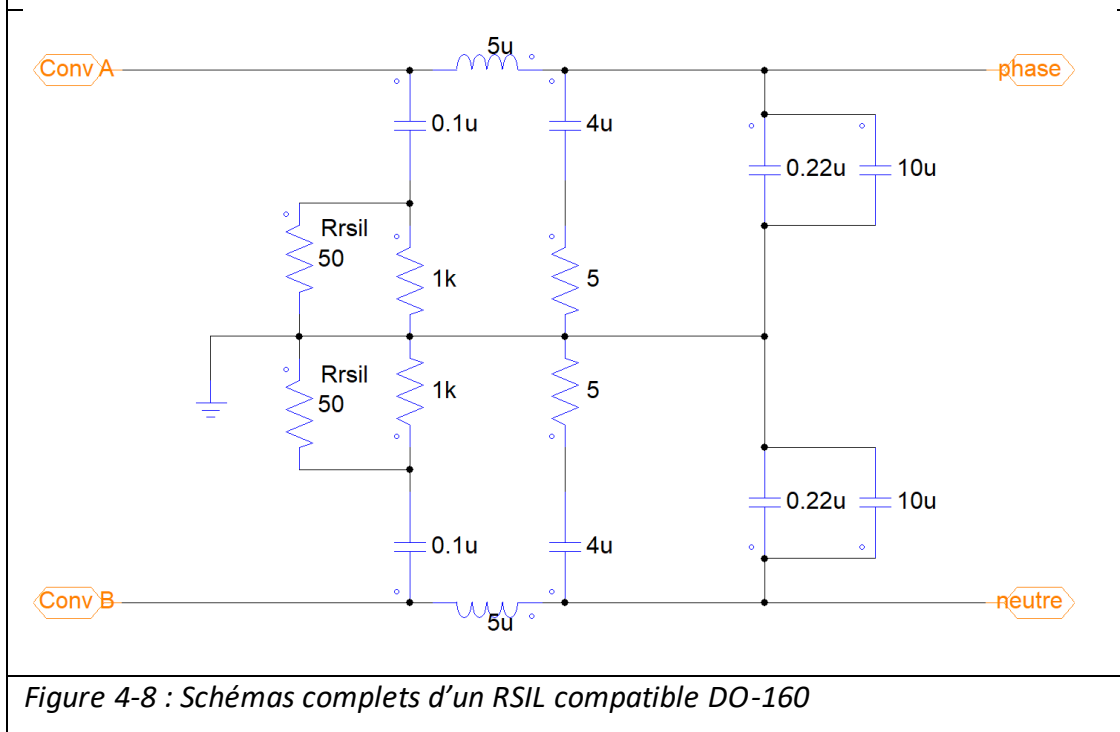 5u
Conv A
phase
0.1u
4u
0.22u
10u
Rrsil
50
1k
5
Rrsil
50
1k
5
0.22u
10u
0.1u
4u
Conv B
neutre
5u
Figure 4-8 : Schémas complets d'un RSIL compatible DO-160